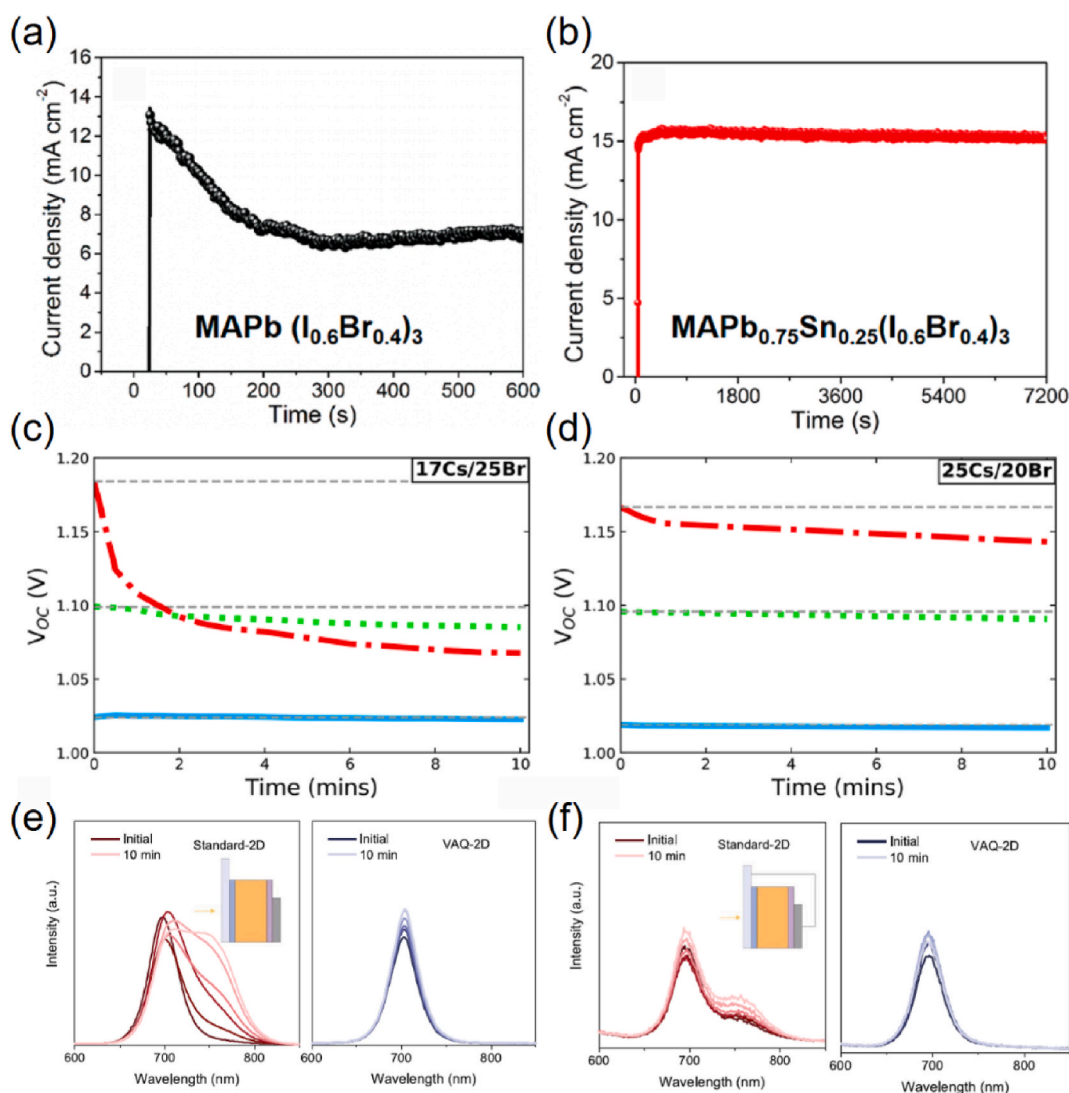 (a)
16
14
12
10
8
6
4
2
0
Current density (mA cm⁻²)
MAPb (I₀.₆Br₀.₄)₃
0 100 200 300 400 500 600
Time (s)
(b)
20
15
10
5
0
Current density (mA cm⁻²)
MAPb₀.₇₅Sn₀.₂₅(I₀.₆Br₀.₄)₃
0 1800 3600 5400 7200
Time (s)
(c)
17Cs/25Br
1.20
1.15
1.10
1.05
1.00
V_OC (V)
0 2 4 6 8 10
Time (mins)
(d)
25Cs/20Br
1.20
1.15
1.10
1.05
1.00
V_OC (V)
0 2 4 6 8 10
Time (mins)
(e)
Initial
10 min
Standard-2D
Intensity (a.u.)
600 700 800
Wavelength (nm)
Initial
10 min
VAQ-2D
600 700 800
Wavelength (nm)
(f)
Initial
10 min
Standard-2D
Intensity (a.u.)
600 700 800
Wavelength (nm)
Initial
10 min
VAQ-2D
600 700 800
Wavelength (nm)